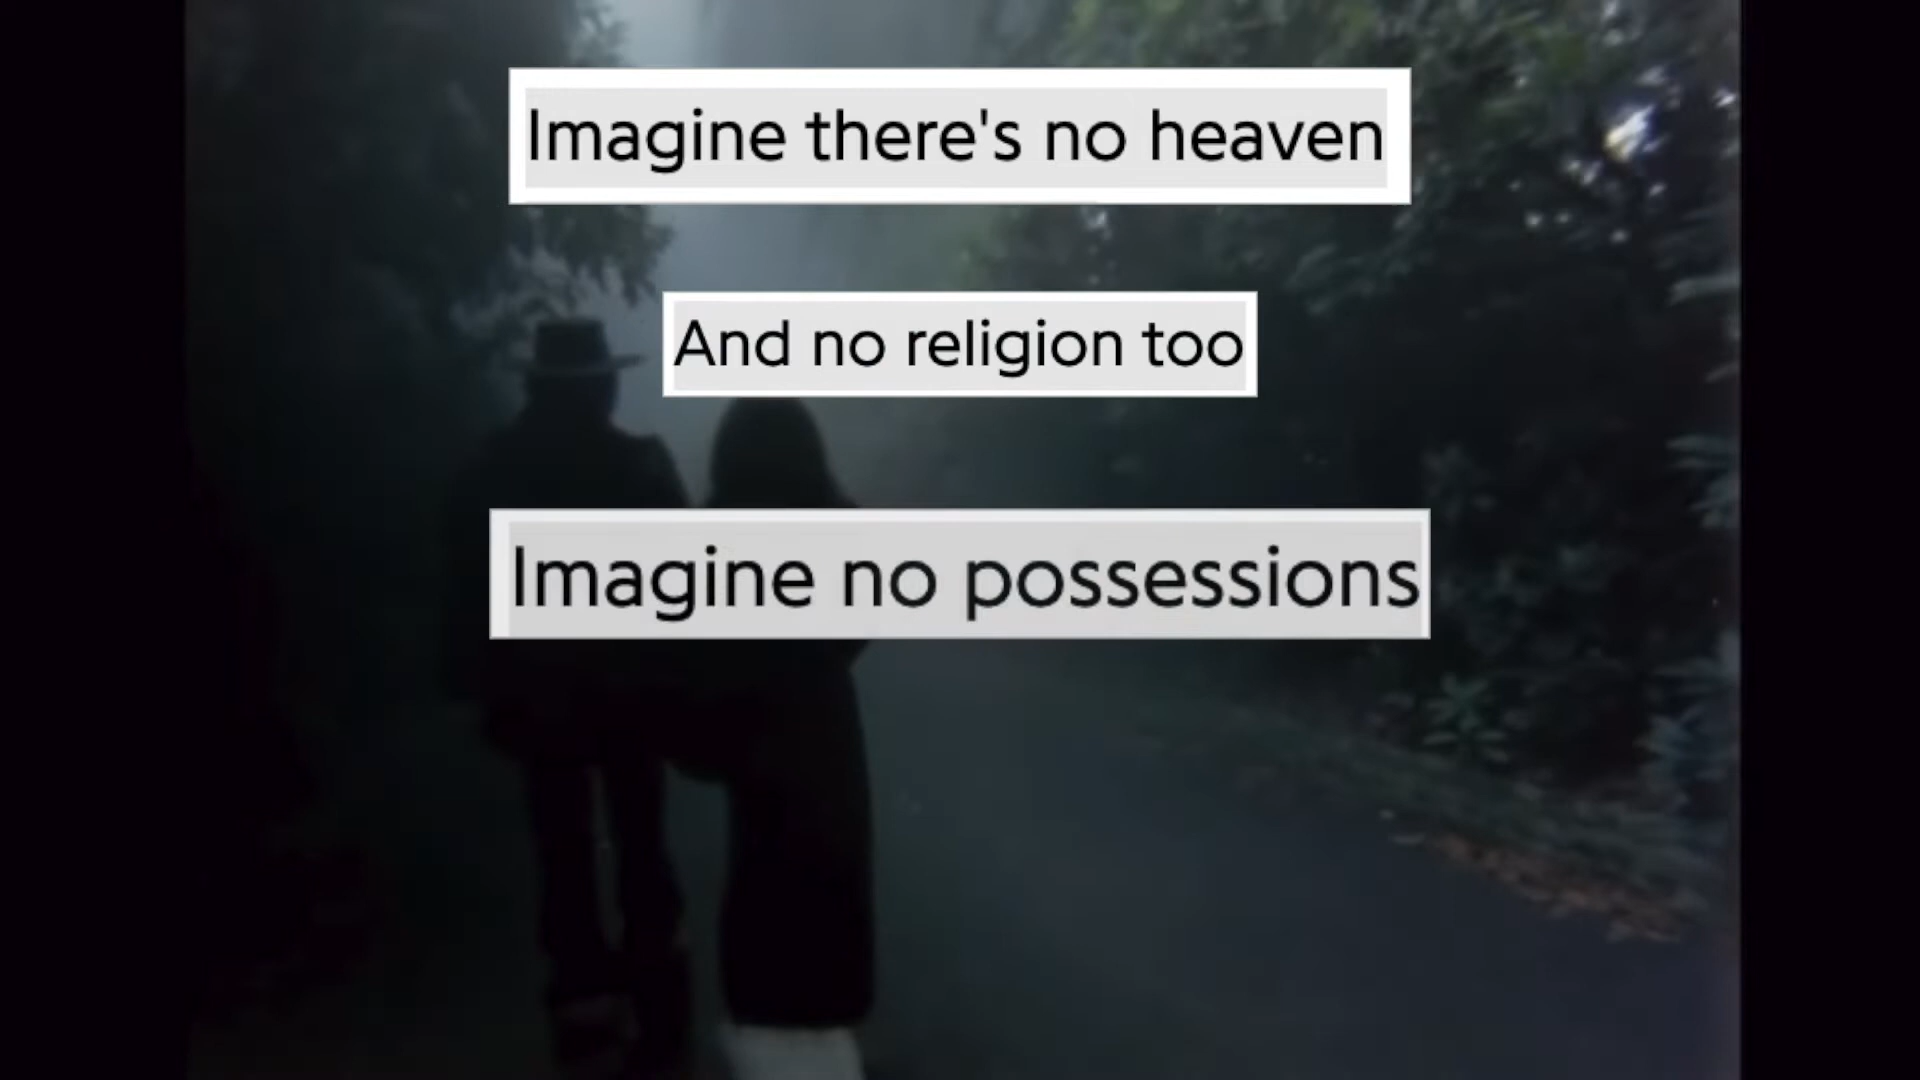 Imagine there's no heaven
And no religion too
Imagine no possessions